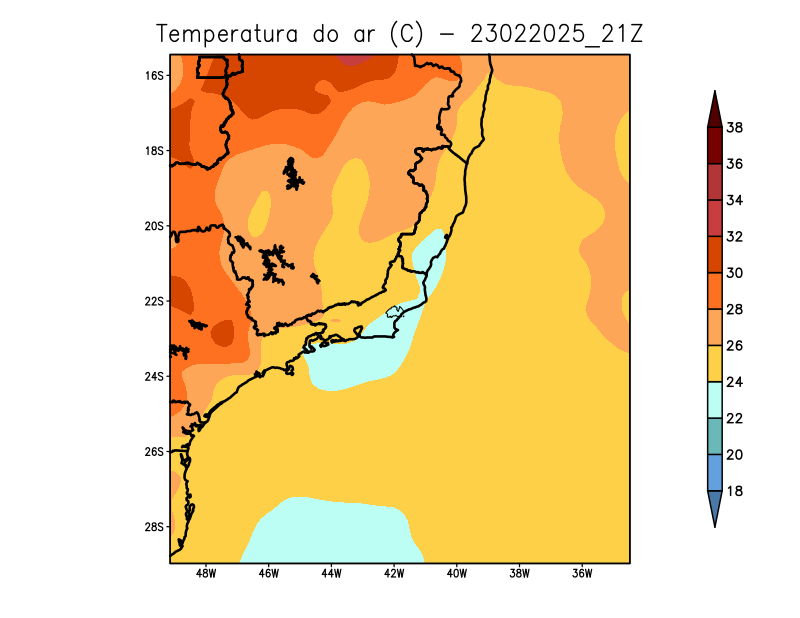 Temperatura do ar (C) – 23022025_21Z
16S
18S
20S
22S
24S
26S
28S
48W 46W 44W 42W 40W 38W 36W
38
36
34
32
30
28
26
24
22
20
18